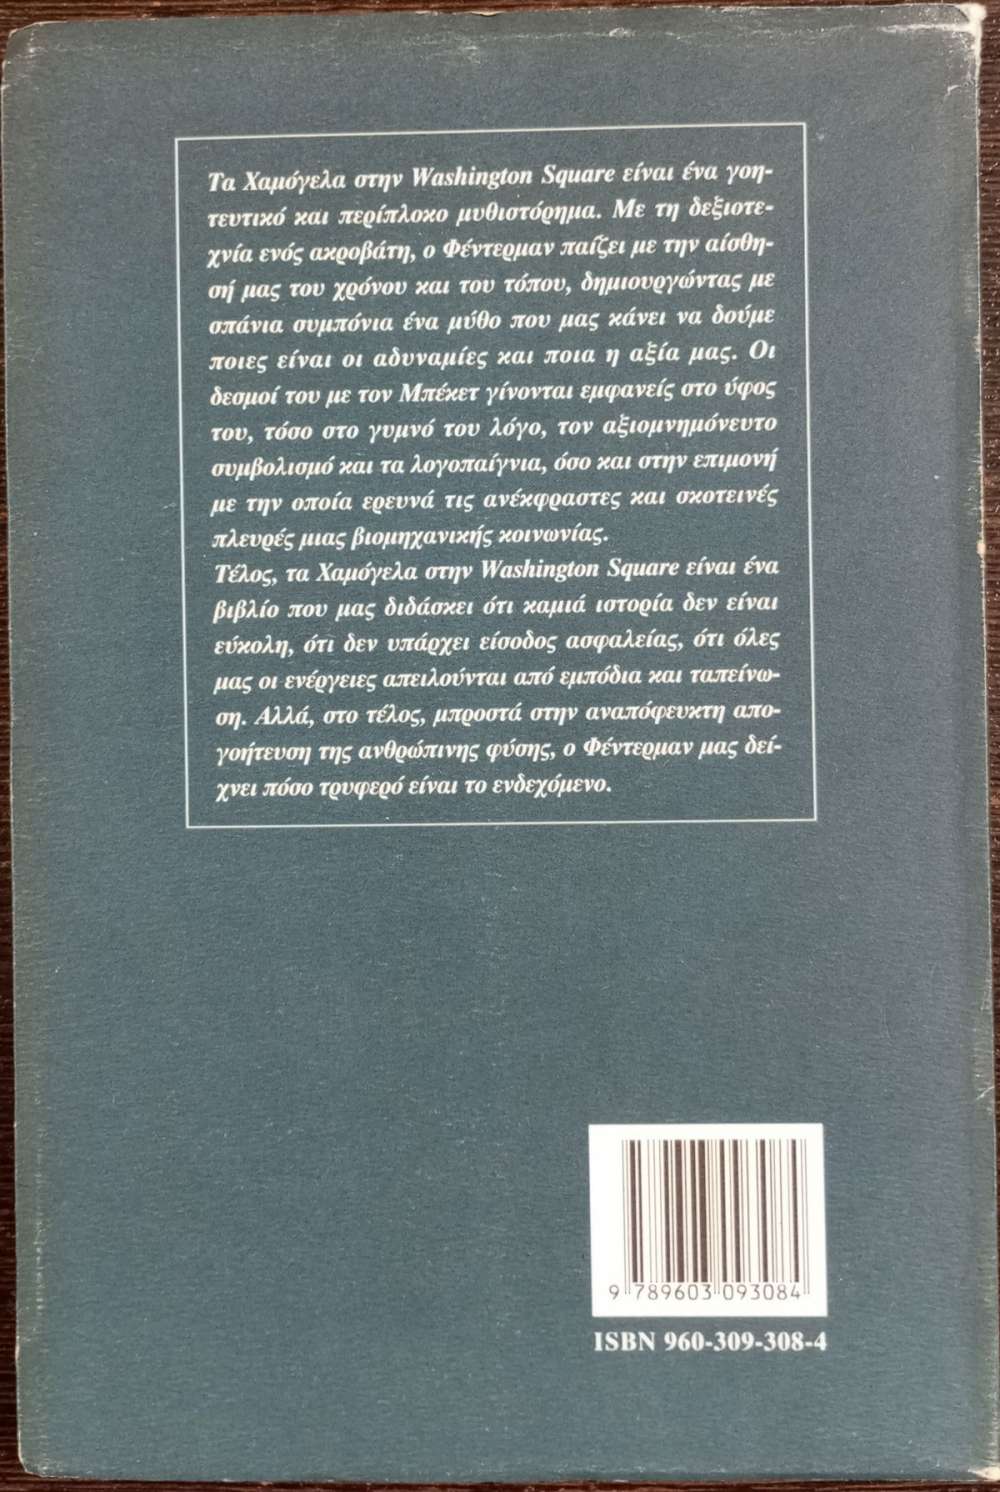 Τα Χαμόγελα στην Washington Square είναι ένα γοη-
τευτικό και περίπλοκο μυθιστόρημα. Με τη δεξιοτε-
χνία ενός ακροβάτη, ο Φέντερμαν παίζει με την αίσθη-
σή μας του χρόνου και του τόπου, δημιουργώντας με
σπάνια συμπόνια ένα μύθο που μας κάνει να δούμε
ποιες είναι οι αδυναμίες και ποια η αξία μας. Οι
δεσμοί του με τον Μπέκετ γίνονται εμφανείς στο ύφος
του, τόσο στο γυμνό του λόγο, τον αξιομνημόνευτο
συμβολισμό και τα λογοπαίγνια, όσο και στην επιμονή
με την οποία ερευνά τις ανέκφραστες και σκοτεινές
πλευρές μιας βιομηχανικής κοινωνίας.
Τέλος, τα Χαμόγελα στην Washington Square είναι ένα
βιβλίο που μας διδάσκει ότι καμιά ιστορία δεν είναι
εύκολη, ότι δεν υπάρχει είσοδος ασφαλείας, ότι όλες
μας οι ενέργειες απειλούνται από εμπόδια και ταπείνω-
ση. Αλλά, στο τέλος, μπροστά στην αναπόφευκτη απο-
γοήτευση της ανθρώπινης φύσης, ο Φέντερμαν μας δεί-
χνει πόσο τρυφερό είναι το ενδεχόμενο.
9 789603 093084
ISBN 960-309-308-4